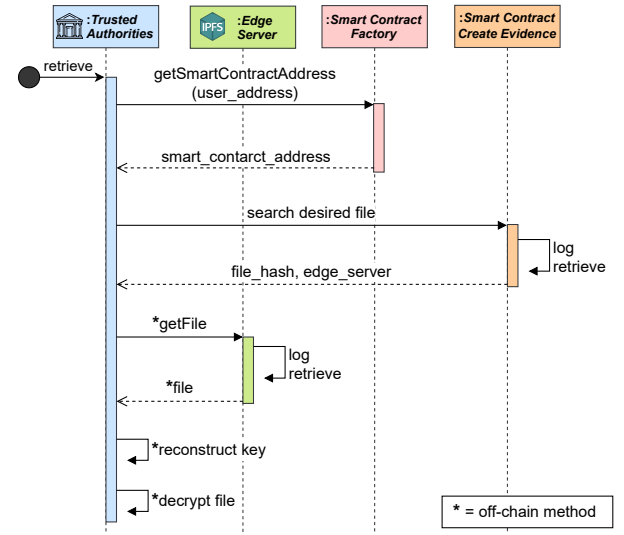 :Trusted
Authorities
IPFS
:Edge
Server
:Smart Contract
Factory
:Smart Contract
Create Evidence
retrieve
getSmartContractAddress
(user_address)
smart_contarct_address
search desired file
log
retrieve
file_hash, edge_server
*getFile
log
retrieve
*file
*reconstruct key
*decrypt file
* = off-chain method